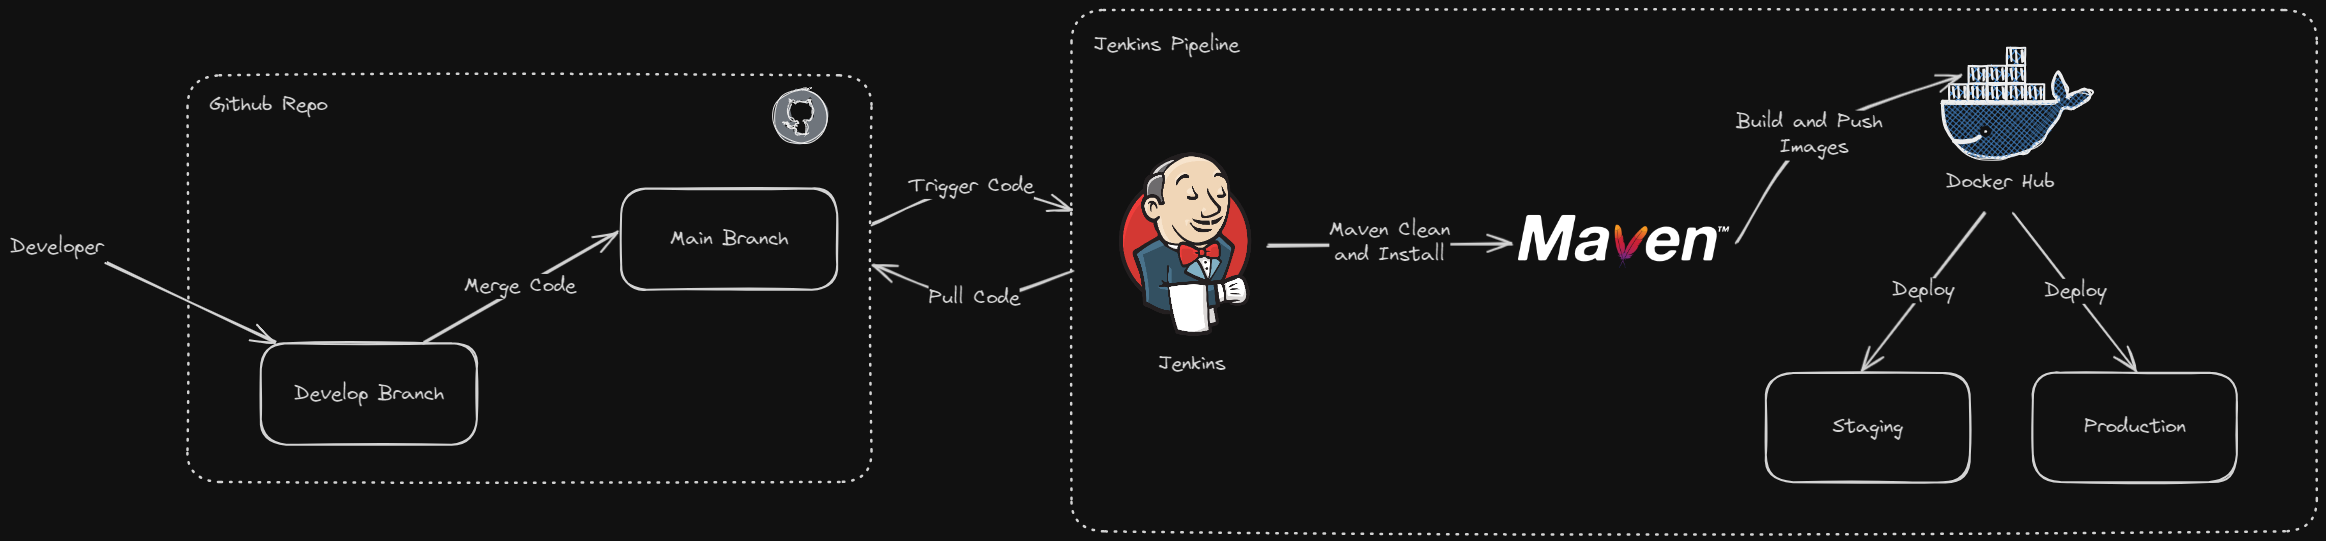 Jenkins Pipeline
Github Repo
Developer
Merge Code
Main Branch
Develop Branch
Trigger Code
Pull Code
Jenkins
Maven Clean
and Install
Maven™
Build and Push
Images
Docker Hub
Deploy
Deploy
Staging
Production